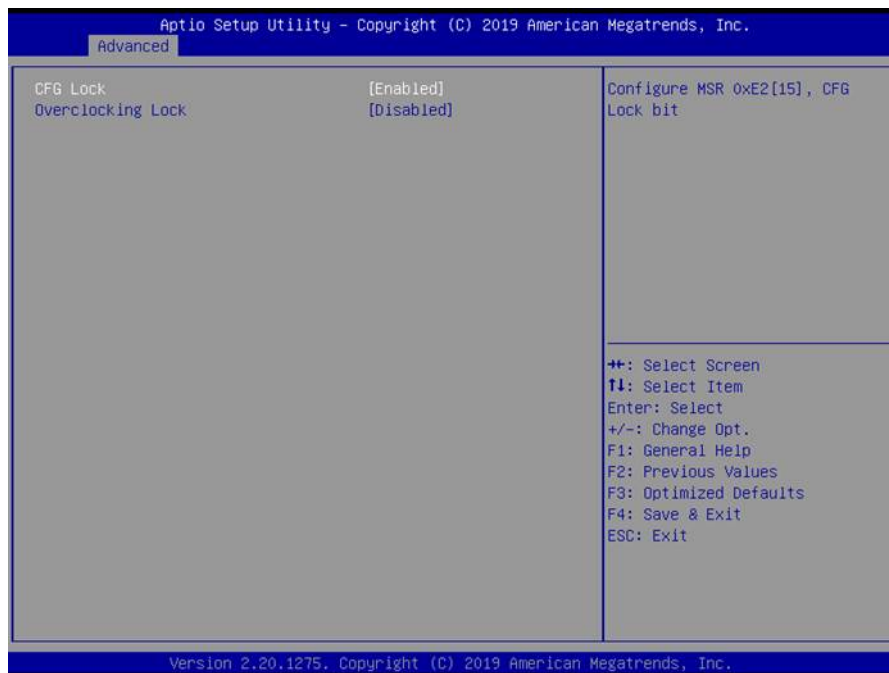 Aptio Setup Utility – Copyright (C) 2019 American Megatrends, Inc.
Advanced
CFG Lock [Enabled]
Overclocking Lock [Disabled]
Configure MSR 0xE2[15], CFG
Lock bit
→←: Select Screen
↑↓: Select Item
Enter: Select
+/-: Change Opt.
F1: General Help
F2: Previous Values
F3: Optimized Defaults
F4: Save & Exit
ESC: Exit
Version 2.20.1275. Copyright (C) 2019 American Megatrends, Inc.